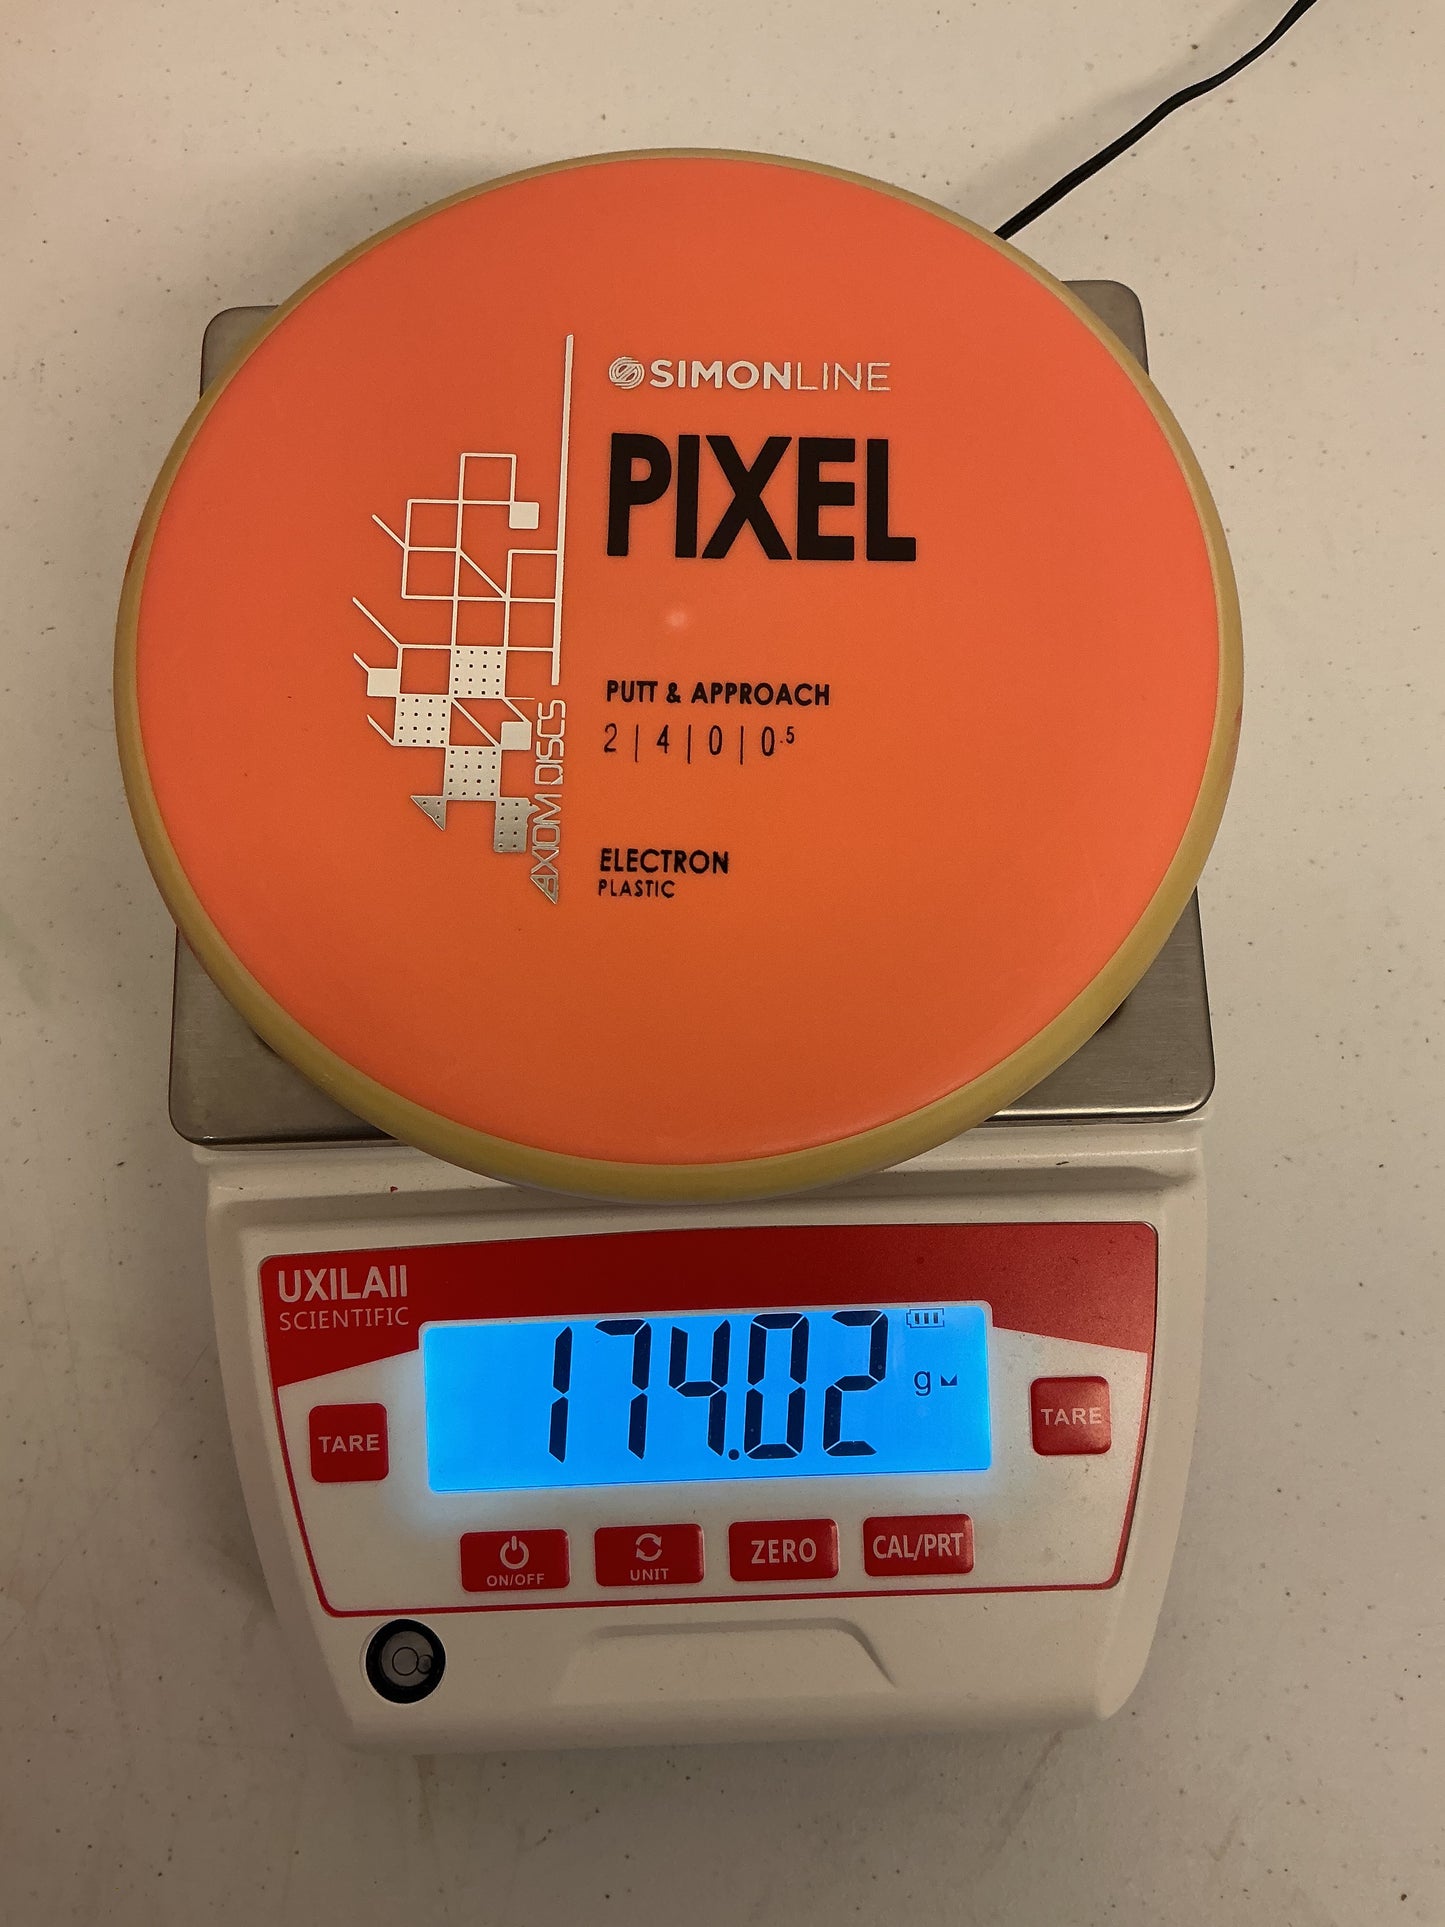 SIMONLINE
PIXEL
PUTT & APPROACH
2 | 4 | 0 | 0.5
ELECTRON
PLASTIC
AXIOM DISCS
UXILAII
SCIENTIFIC
174.02 g
TARE
TARE
ON/OFF
UNIT
ZERO
CAL/PRT